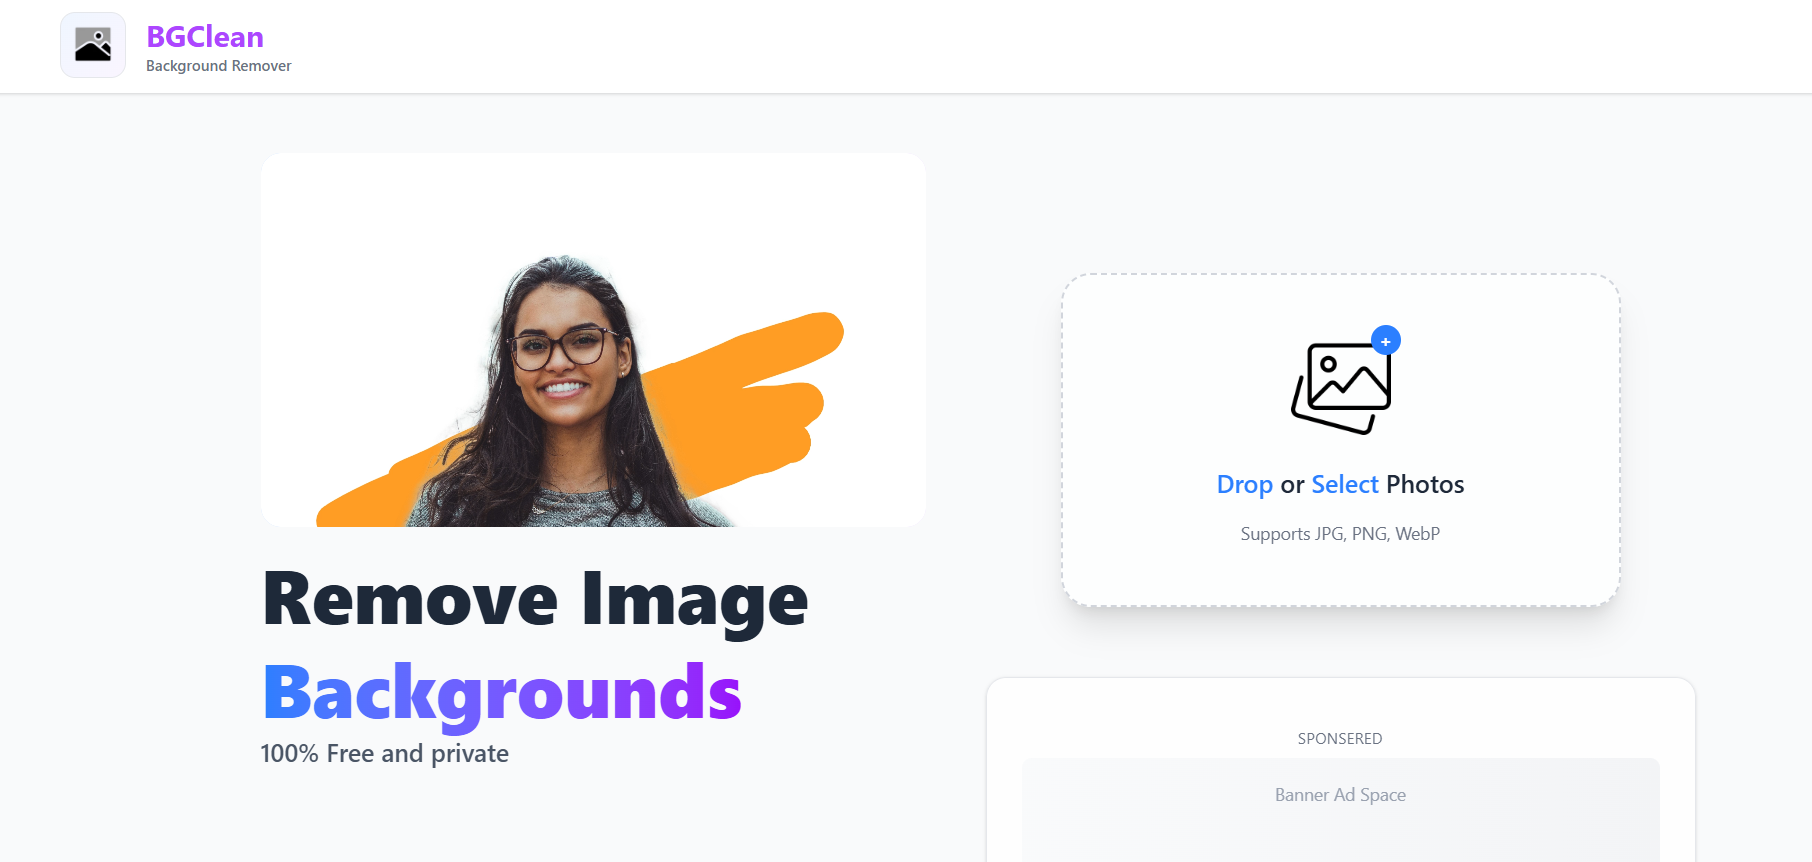 BGClean
Background Remover
Remove Image
Backgrounds
100% Free and private
+
Drop or Select Photos
Supports JPG, PNG, WebP
SPONSERED
Banner Ad Space